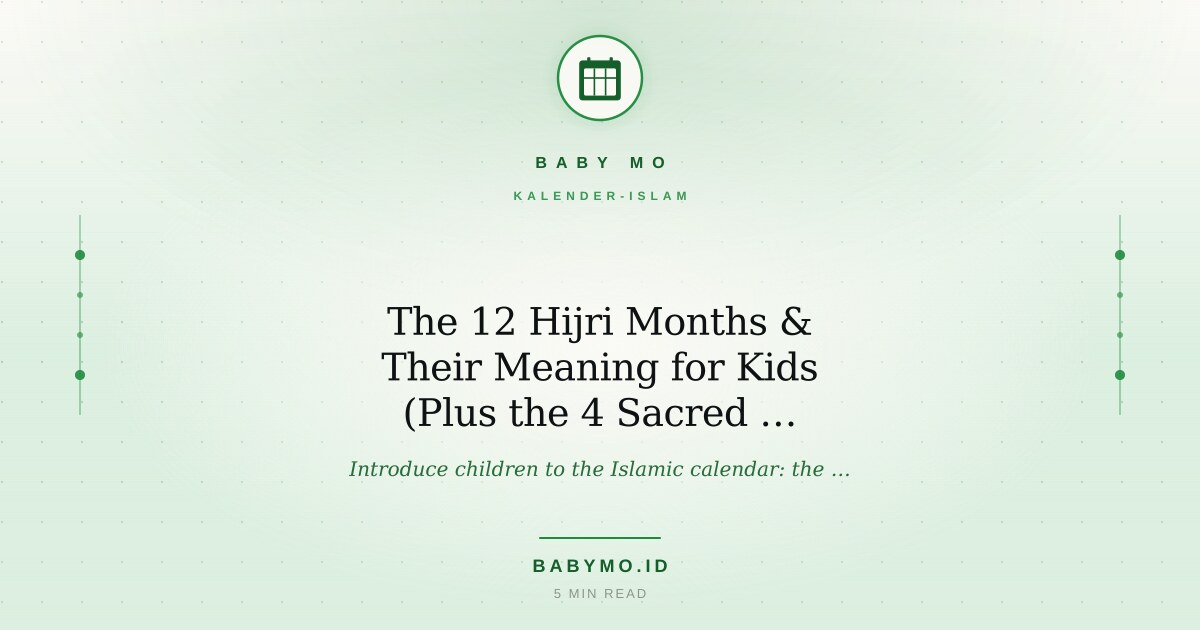 BABY MO
KALENDER-ISLAM
The 12 Hijri Months &
Their Meaning for Kids
(Plus the 4 Sacred …
Introduce children to the Islamic calendar: the …
BABYMO.ID
5 MIN READ